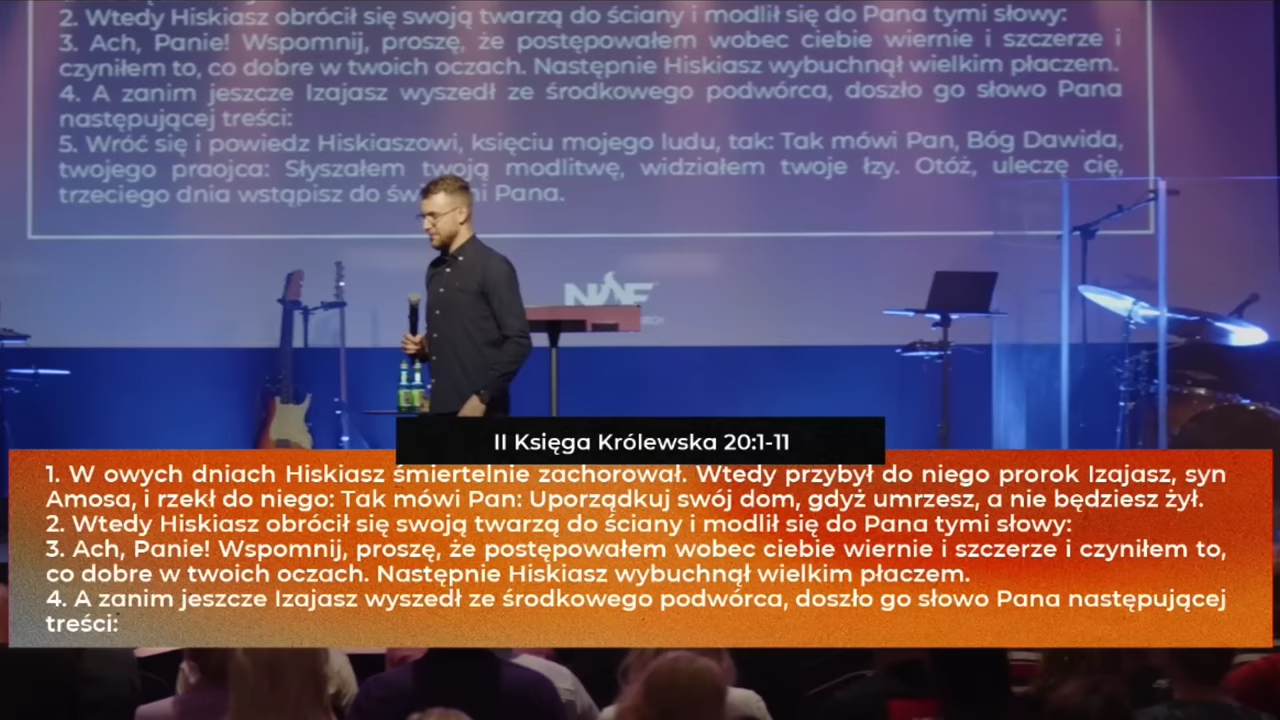 2. Wtedy Hiskiasz obrócił się swoją twarzą do ściany i modlił się do Pana tymi słowy:
3. Ach, Panie! Wspomnij, proszę, że postępowałem wobec ciebie wiernie i szczerze i
czyniłem to, co dobre w twoich oczach. Następnie Hiskiasz wybuchnął wielkim płaczem.
4. A zanim jeszcze Izajasz wyszedł ze środkowego podwórca, doszło go słowo Pana
następującej treści:
5. Wróć się i powiedz Hiskiaszowi, księciu mojego ludu, tak: Tak mówi Pan, Bóg Dawida,
twojego praojca: Słyszałem twoją modlitwę, widziałem twoje łzy. Otóż, uleczę cię,
trzeciego dnia wstąpisz do Pana.
II Księga Królewska 20:1-11
1. W owych dniach Hiskiasz śmiertelnie zachorował. Wtedy przybył do niego prorok Izajasz, syn
Amosa, i rzekł do niego: Tak mówi Pan: Uporządkuj swój dom, gdyż umrzesz, a nie będziesz żył.
2. Wtedy Hiskiasz obrócił się swoją twarzą do ściany i modlił się do Pana tymi słowy:
3. Ach, Panie! Wspomnij, proszę, że postępowałem wobec ciebie wiernie i szczerze i czyniłem to,
co dobre w twoich oczach. Następnie Hiskiasz wybuchnął wielkim płaczem.
4. A zanim jeszcze Izajasz wyszedł ze środkowego podwórca, doszło go słowo Pana następującej
treści: